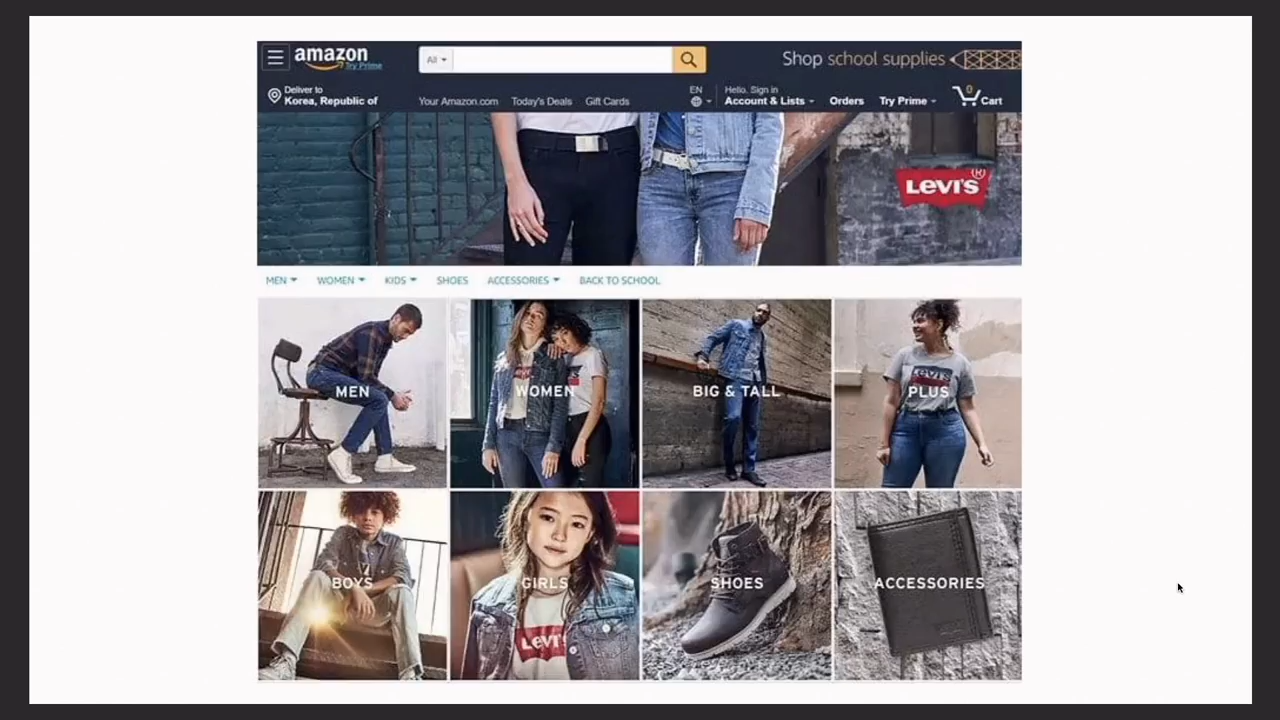 amazon
Try Prime
All
Shop school supplies
Deliver to
Korea, Republic of
Your Amazon.com Today's Deals Gift Cards
EN
Hello. Sign in
Account & Lists
Orders
Try Prime
0
Cart
Levi's®
MEN WOMEN KIDS SHOES ACCESSORIES BACK TO SCHOOL
MEN
WOMEN
BIG & TALL
Levi's
PLUS
BOYS
GIRLS
Levi's
SHOES
ACCESSORIES